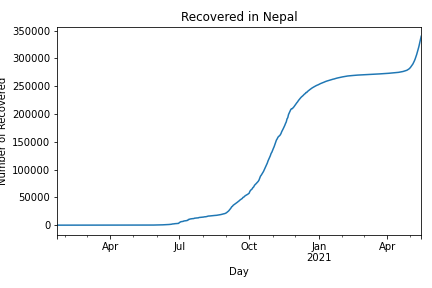 Recovered in Nepal
350000
300000
250000
200000
150000
100000
50000
0
Number of Recovered
Apr
Jul
Oct
Jan
2021
Apr
Day